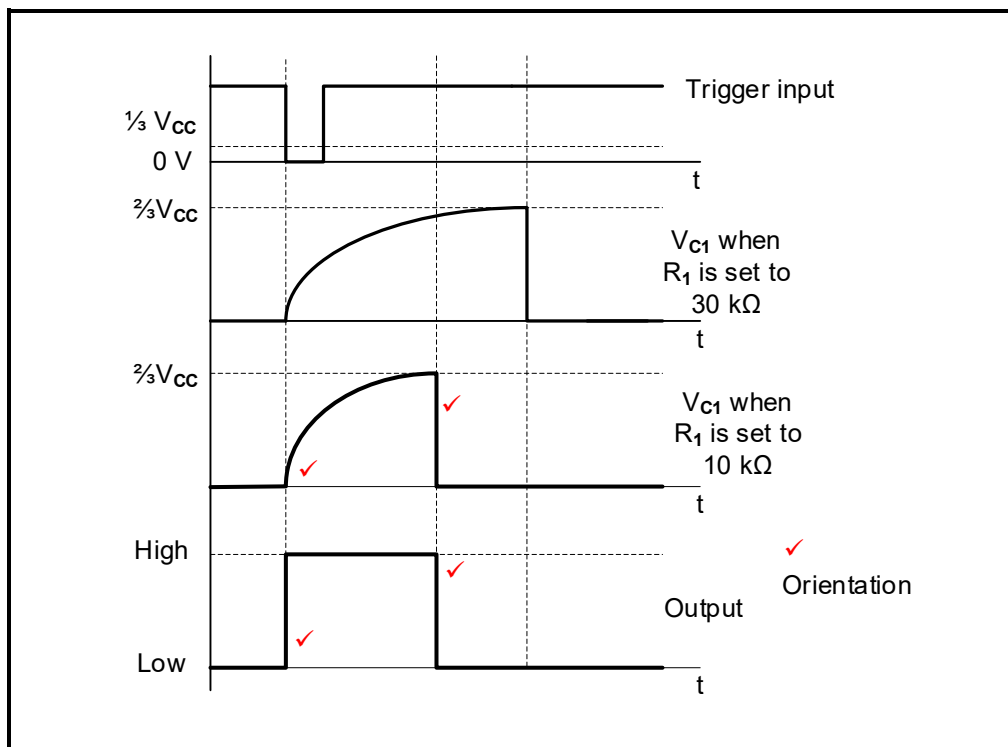 Trigger input
⅓ VCC
0 V
t
⅔VCC
VC1 when
R1 is set to
30 kΩ
t
⅔VCC
VC1 when
R1 is set to
10 kΩ
t
High
✓
Orientation
Output
Low
t